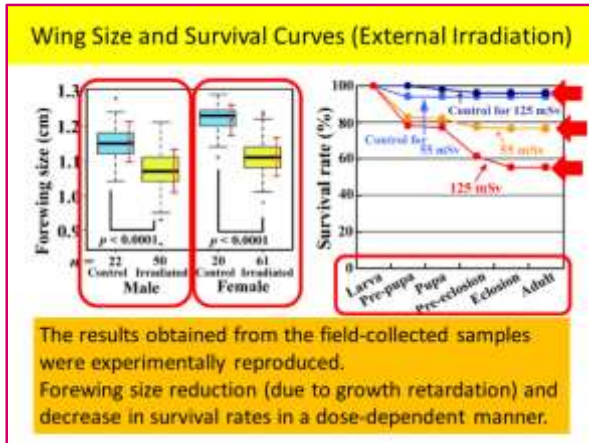 Wing Size and Survival Curves (External Irradiation)
Forewing size (cm)
1.3
1.2
1.1
1.0
0.9
p < 0.0001
p < 0.0001
n = 22 50 20 61
Control Irradiated Control Irradiated
Male Female
Survival rate (%)
100
80
60
40
20
0
Control for 125 mSv
Control for
55 mSv
55 mSv
125 mSv
Larva
Pre-pupa
Pupa
Pre-eclosion
Eclosion
Adult
The results obtained from the field-collected samples
were experimentally reproduced.
Forewing size reduction (due to growth retardation) and
decrease in survival rates in a dose-dependent manner.